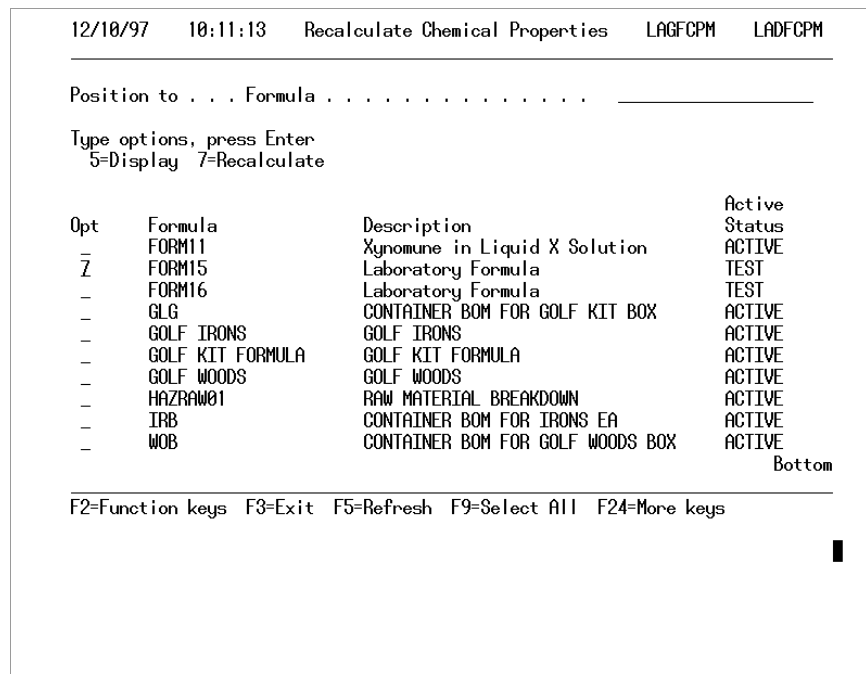 12/10/97 10:11:13 Recalculate Chemical Properties LAGFCPM LADFCPM
Position to . . . Formula . . . . . . . . . . . . . .
Type options, press Enter
5=Display 7=Recalculate
Active
Opt Formula Description Status
_ FORM11 Xynomune in Liquid X Solution ACTIVE
7 FORM15 Laboratory Formula TEST
_ FORM16 Laboratory Formula TEST
_ GLG CONTAINER BOM FOR GOLF KIT BOX ACTIVE
_ GOLF IRONS GOLF IRONS ACTIVE
_ GOLF KIT FORMULA GOLF KIT FORMULA ACTIVE
_ GOLF WOODS GOLF WOODS ACTIVE
_ HAZRAW01 RAW MATERIAL BREAKDOWN ACTIVE
_ IRB CONTAINER BOM FOR IRONS EA ACTIVE
_ WOB CONTAINER BOM FOR GOLF WOODS BOX ACTIVE
Bottom
F2=Function keys F3=Exit F5=Refresh F9=Select All F24=More keys